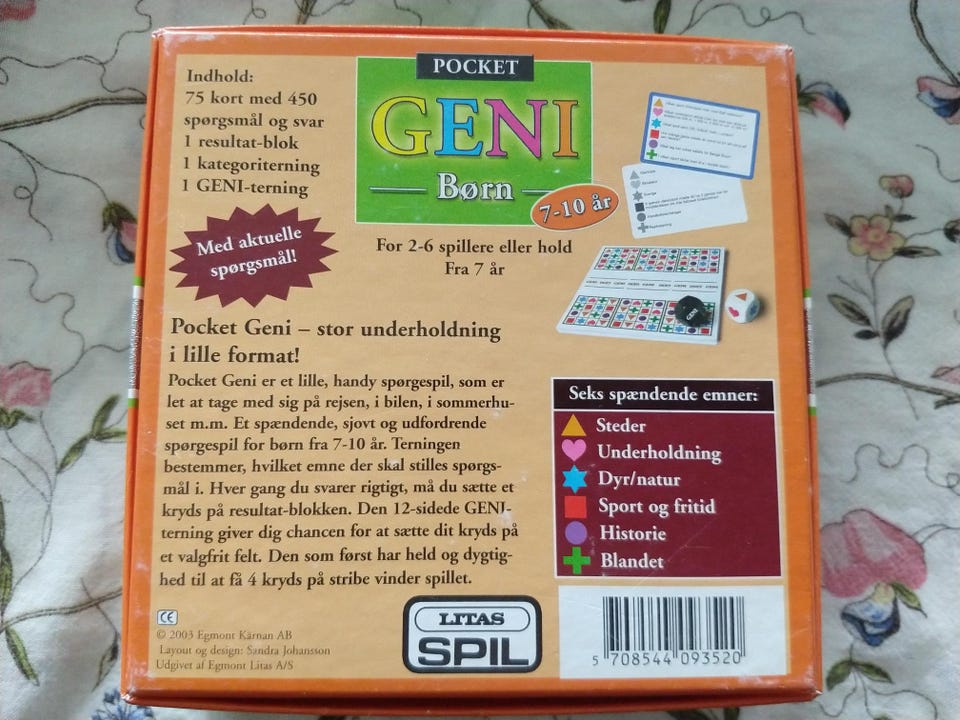 POCKET
GENI
Børn
7-10 år
Indhold:
75 kort med 450
spørgsmål og svar
1 resultat-blok
1 kategoriterning
1 GENI-terning
Med aktuelle
spørgsmål!
For 2-6 spillere eller hold
Fra 7 år
GENI
Pocket Geni – stor underholdning
i lille format!
Pocket Geni er et lille, handy spørgespil, som er
let at tage med sig på rejsen, i bilen, i sommerhu-
set m.m. Et spændende, sjovt og udfordrende
spørgespil for børn fra 7-10 år. Terningen
bestemmer, hvilket emne der skal stilles spørgs-
mål i. Hver gang du svarer rigtigt, må du sætte et
kryds på resultat-blokken. Den 12-sidede GENI-
terning giver dig chancen for at sætte dit kryds på
et valgfrit felt. Den som først har held og dygtig-
hed til at få 4 kryds på stribe vinder spillet.
Seks spændende emner:
Steder
Underholdning
Dyr/natur
Sport og fritid
Historie
Blandet
CE
© 2003 Egmont Kärnan AB
Layout og design: Sandra Johansson
Udgivet af Egmont Litas A/S
LITAS
SPIL
5 708544 093520